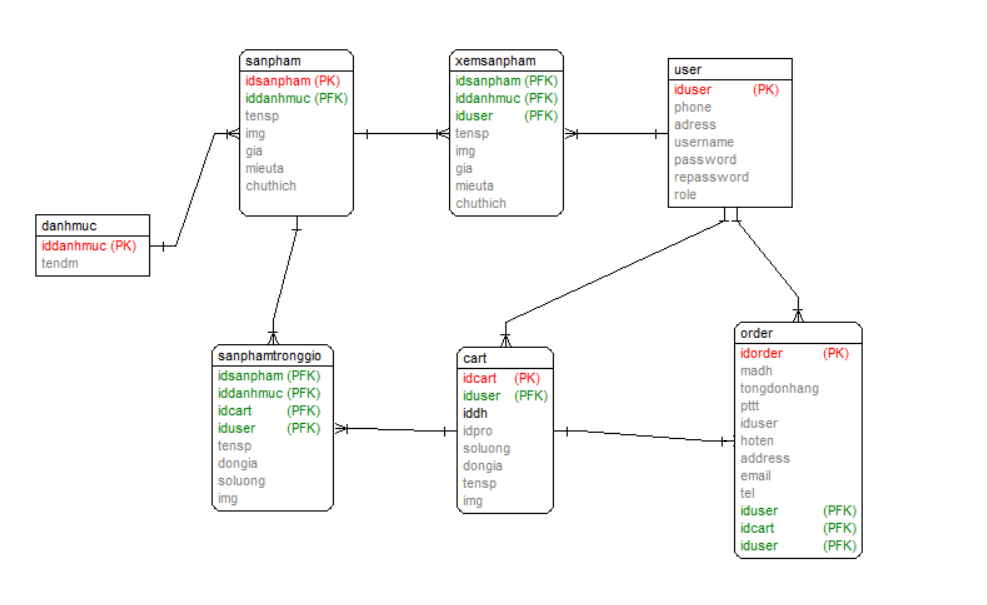 sanpham
idsanpham (PK)
iddanhmuc (PFK)
tensp
img
gia
mieuta
chuthich
xemsanpham
idsanpham (PFK)
iddanhmuc (PFK)
iduser (PFK)
tensp
img
gia
mieuta
chuthich
user
iduser (PK)
phone
adress
username
password
repassword
role
danhmuc
iddanhmuc (PK)
tendm
sanphamtronggio
idsanpham (PFK)
iddanhmuc (PFK)
idcart (PFK)
iduser (PFK)
tensp
dongia
soluong
img
cart
idcart (PK)
iduser (PFK)
iddh
idpro
soluong
dongia
tensp
img
order
idorder (PK)
madh
tongdonhang
pttt
iduser
hoten
address
email
tel
iduser (PFK)
idcart (PFK)
iduser (PFK)